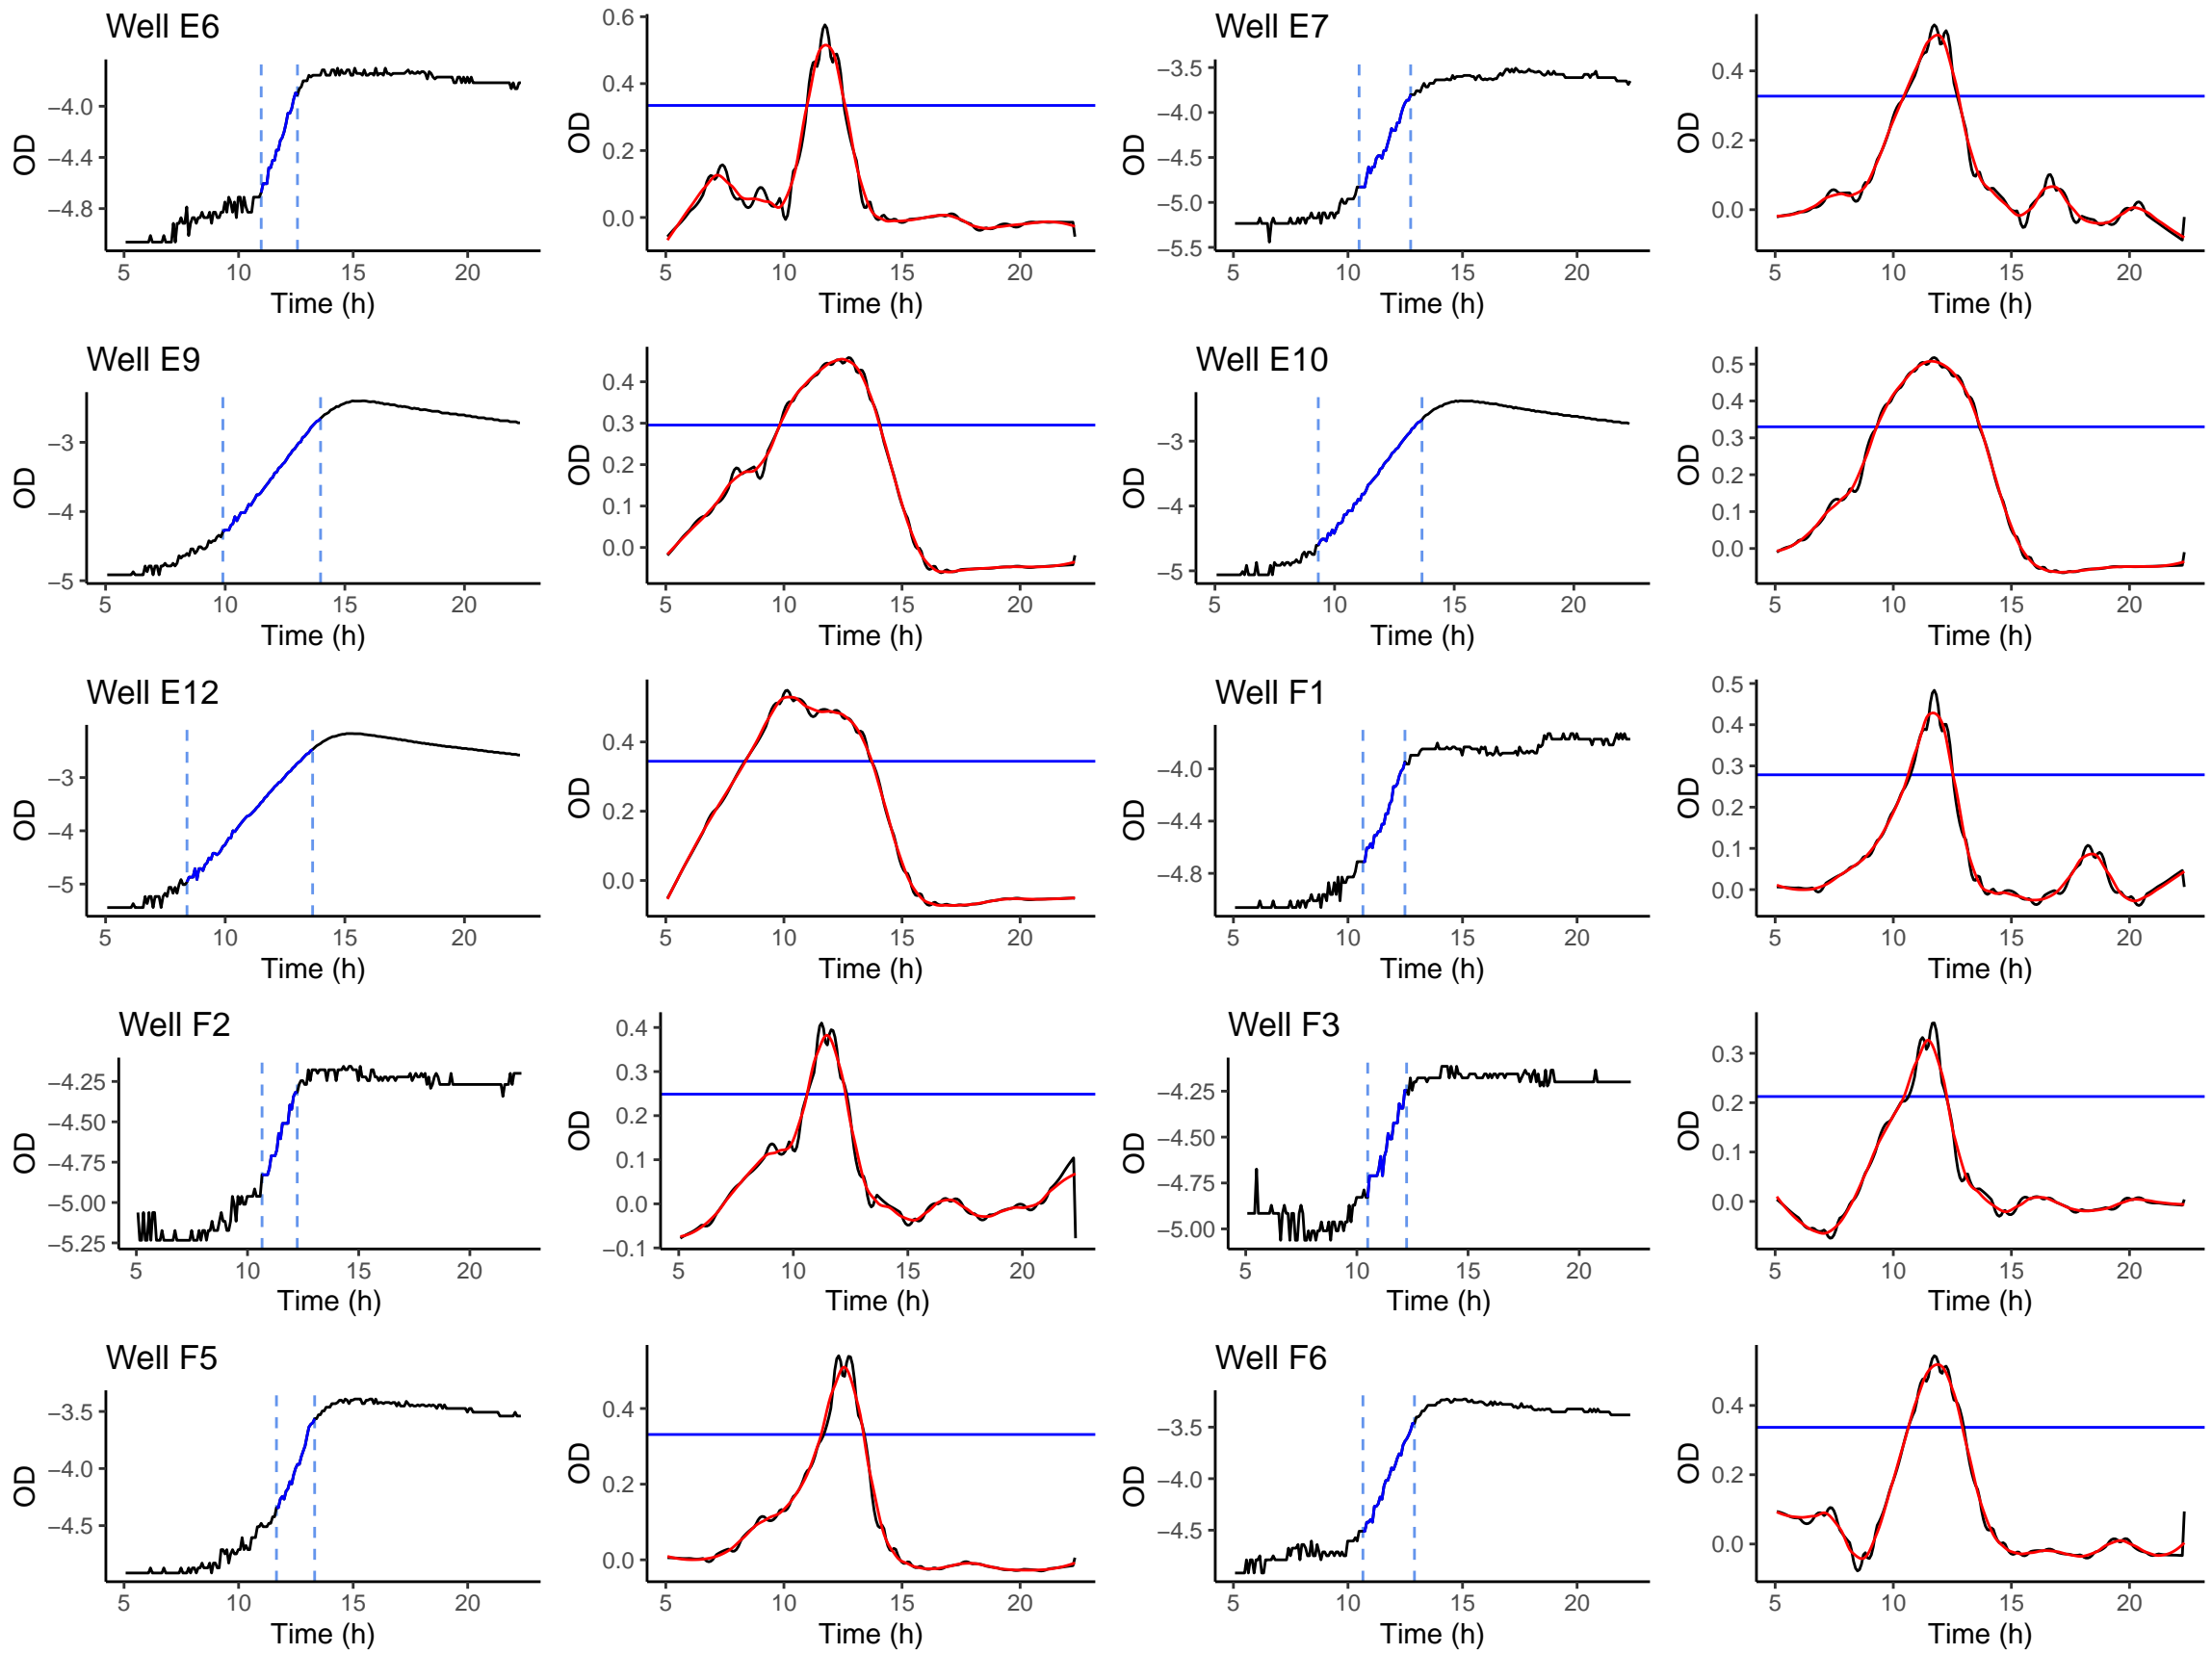 Well E6
OD
−4.0
−4.4
−4.8
5 10 15 20
Time (h)
OD
0.6
0.4
0.2
0.0
5 10 15 20
Time (h)
Well E7
OD
−3.5
−4.0
−4.5
−5.0
−5.5
5 10 15 20
Time (h)
OD
0.4
0.2
0.0
5 10 15 20
Time (h)
Well E9
OD
−3
−4
−5
5 10 15 20
Time (h)
OD
0.4
0.3
0.2
0.1
0.0
5 10 15 20
Time (h)
Well E10
OD
−3
−4
−5
5 10 15 20
Time (h)
OD
0.5
0.4
0.3
0.2
0.1
0.0
5 10 15 20
Time (h)
Well E12
OD
−3
−4
−5
5 10 15 20
Time (h)
OD
0.4
0.2
0.0
5 10 15 20
Time (h)
Well F1
OD
−4.0
−4.4
−4.8
5 10 15 20
Time (h)
OD
0.5
0.4
0.3
0.2
0.1
0.0
5 10 15 20
Time (h)
Well F2
OD
−4.25
−4.50
−4.75
−5.00
−5.25
5 10 15 20
Time (h)
OD
0.4
0.3
0.2
0.1
0.0
−0.1
5 10 15 20
Time (h)
Well F3
OD
−4.25
−4.50
−4.75
−5.00
5 10 15 20
Time (h)
OD
0.3
0.2
0.1
0.0
5 10 15 20
Time (h)
Well F5
OD
−3.5
−4.0
−4.5
5 10 15 20
Time (h)
OD
0.4
0.2
0.0
5 10 15 20
Time (h)
Well F6
OD
−3.5
−4.0
−4.5
5 10 15 20
Time (h)
OD
0.4
0.2
0.0
5 10 15 20
Time (h)